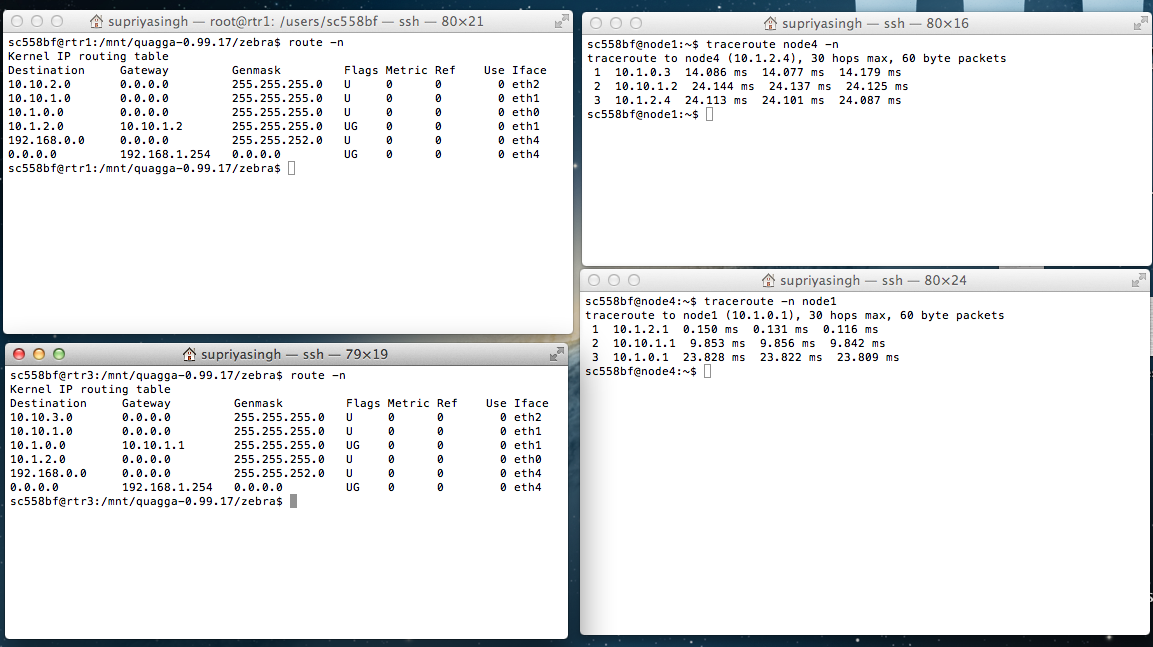 supriyasingh — root@rtr1: /users/sc558bf — ssh — 80×21
sc558bf@rtr1:/mnt/quagga-0.99.17/zebra$ route -n
Kernel IP routing table
Destination     Gateway         Genmask         Flags Metric Ref    Use Iface
10.10.2.0       0.0.0.0         255.255.255.0   U     0      0        0 eth2
10.10.1.0       0.0.0.0         255.255.255.0   U     0      0        0 eth1
10.1.0.0        0.0.0.0         255.255.255.0   U     0      0        0 eth0
10.1.2.0        10.10.1.2       255.255.255.0   UG    0      0        0 eth1
192.168.0.0     0.0.0.0         255.255.252.0   U     0      0        0 eth4
0.0.0.0         192.168.1.254   0.0.0.0         UG    0      0        0 eth4
sc558bf@rtr1:/mnt/quagga-0.99.17/zebra$
supriyasingh — ssh — 80×16
sc558bf@node1:~$ traceroute node4 -n
traceroute to node4 (10.1.2.4), 30 hops max, 60 byte packets
 1  10.1.0.3  14.086 ms  14.077 ms  14.179 ms
 2  10.10.1.2  24.144 ms  24.137 ms  24.125 ms
 3  10.1.2.4  24.113 ms  24.101 ms  24.087 ms
sc558bf@node1:~$
supriyasingh — ssh — 79×19
sc558bf@rtr3:/mnt/quagga-0.99.17/zebra$ route -n
Kernel IP routing table
Destination     Gateway         Genmask         Flags Metric Ref    Use Iface
10.10.3.0       0.0.0.0         255.255.255.0   U     0      0        0 eth2
10.10.1.0       0.0.0.0         255.255.255.0   U     0      0        0 eth1
10.1.0.0        10.10.1.1       255.255.255.0   UG    0      0        0 eth1
10.1.2.0        0.0.0.0         255.255.255.0   U     0      0        0 eth0
192.168.0.0     0.0.0.0         255.255.252.0   U     0      0        0 eth4
0.0.0.0         192.168.1.254   0.0.0.0         UG    0      0        0 eth4
sc558bf@rtr3:/mnt/quagga-0.99.17/zebra$
supriyasingh — ssh — 80×24
sc558bf@node4:~$ traceroute -n node1
traceroute to node1 (10.1.0.1), 30 hops max, 60 byte packets
 1  10.1.2.1  0.150 ms  0.131 ms  0.116 ms
 2  10.10.1.1  9.853 ms  9.856 ms  9.842 ms
 3  10.1.0.1  23.828 ms  23.822 ms  23.809 ms
sc558bf@node4:~$